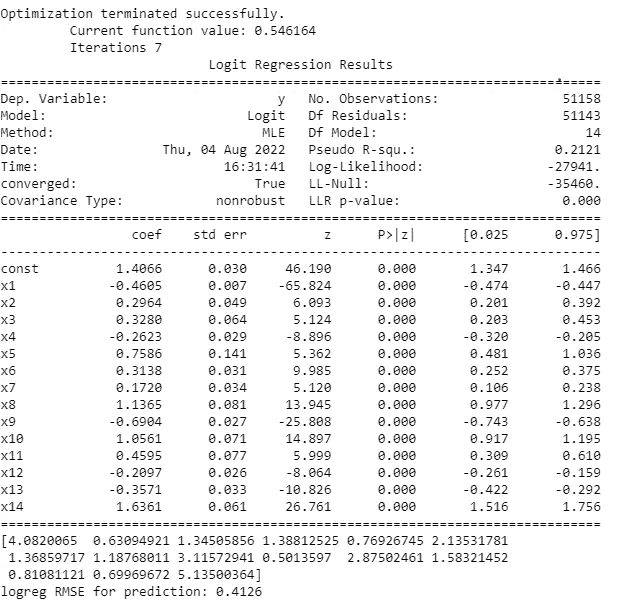 Optimization terminated successfully.
         Current function value: 0.546164
         Iterations 7
                           Logit Regression Results
==============================================================================
Dep. Variable:                      y   No. Observations:                51158
Model:                          Logit   Df Residuals:                    51143
Method:                           MLE   Df Model:                           14
Date:                Thu, 04 Aug 2022   Pseudo R-squ.:                  0.2121
Time:                        16:31:41   Log-Likelihood:                -27941.
converged:                       True   LL-Null:                       -35460.
Covariance Type:            nonrobust   LLR p-value:                     0.000
==============================================================================
                 coef    std err          z      P>|z|      [0.025      0.975]
------------------------------------------------------------------------------
const          1.4066      0.030     46.190      0.000       1.347       1.466
x1            -0.4605      0.007    -65.824      0.000      -0.474      -0.447
x2             0.2964      0.049      6.093      0.000       0.201       0.392
x3             0.3280      0.064      5.124      0.000       0.203       0.453
x4            -0.2623      0.029     -8.896      0.000      -0.320      -0.205
x5             0.7586      0.141      5.362      0.000       0.481       1.036
x6             0.3138      0.031      9.985      0.000       0.252       0.375
x7             0.1720      0.034      5.120      0.000       0.106       0.238
x8             1.1365      0.081     13.945      0.000       0.977       1.296
x9            -0.6904      0.027    -25.808      0.000      -0.743      -0.638
x10            1.0561      0.071     14.897      0.000       0.917       1.195
x11            0.4595      0.077      5.999      0.000       0.309       0.610
x12           -0.2097      0.026     -8.064      0.000      -0.261      -0.159
x13           -0.3571      0.033    -10.826      0.000      -0.422      -0.292
x14            1.6361      0.061     26.761      0.000       1.516       1.756
==============================================================================
[4.0820065  0.63094921 1.34505856 1.38812525 0.76926745 2.13531781
 1.36859717 1.18768011 3.11572941 0.5013597  2.87502461 1.58321452
 0.81081121 0.69969672 5.13500364]
logreg RMSE for prediction: 0.4126